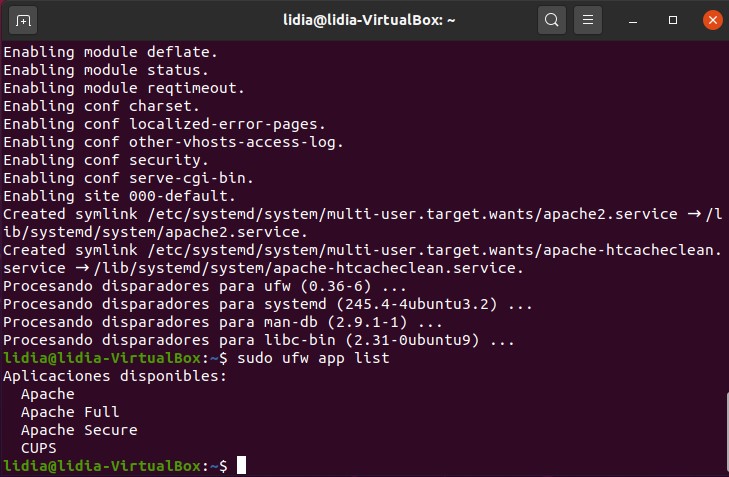 lidia@lidia-VirtualBox: ~
Enabling module deflate.
Enabling module status.
Enabling module reqtimeout.
Enabling conf charset.
Enabling conf localized-error-pages.
Enabling conf other-vhosts-access-log.
Enabling conf security.
Enabling conf serve-cgi-bin.
Enabling site 000-default.
Created symlink /etc/systemd/system/multi-user.target.wants/apache2.service → /l
ib/systemd/system/apache2.service.
Created symlink /etc/systemd/system/multi-user.target.wants/apache-htcacheclean.
service → /lib/systemd/system/apache-htcacheclean.service.
Procesando disparadores para ufw (0.36-6) ...
Procesando disparadores para systemd (245.4-4ubuntu3.2) ...
Procesando disparadores para man-db (2.9.1-1) ...
Procesando disparadores para libc-bin (2.31-0ubuntu9) ...
lidia@lidia-VirtualBox:~$ sudo ufw app list
Aplicaciones disponibles:
  Apache
  Apache Full
  Apache Secure
  CUPS
lidia@lidia-VirtualBox:~$